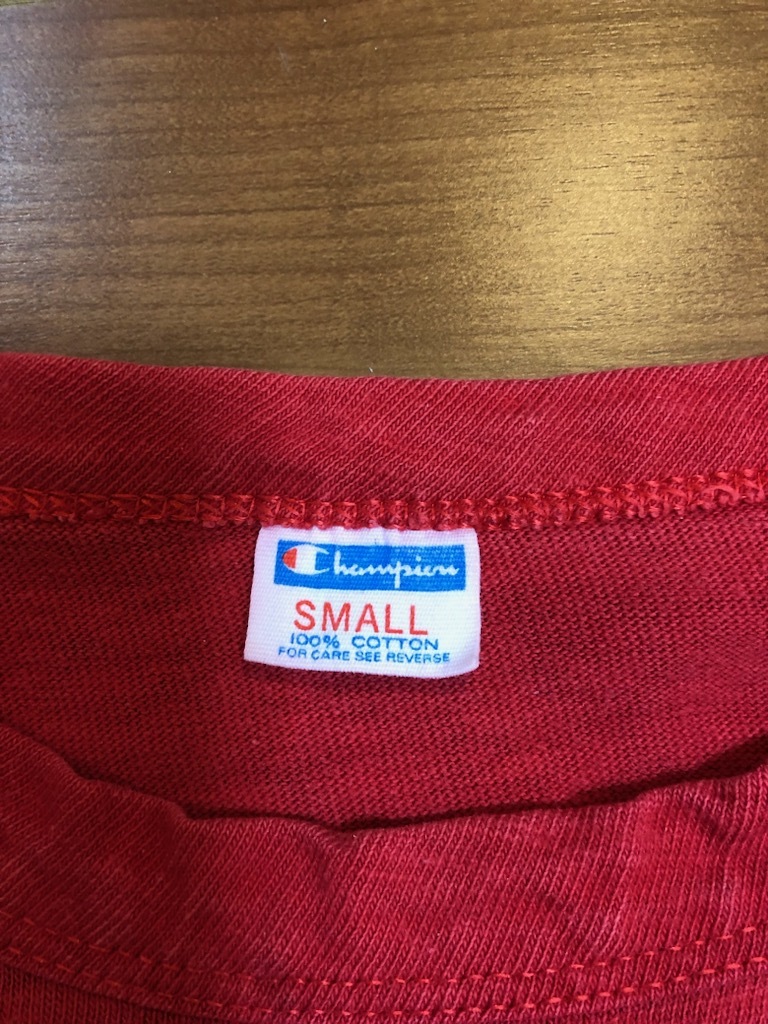 Champion
SMALL
100% COTTON
FOR CARE SEE REVERSE